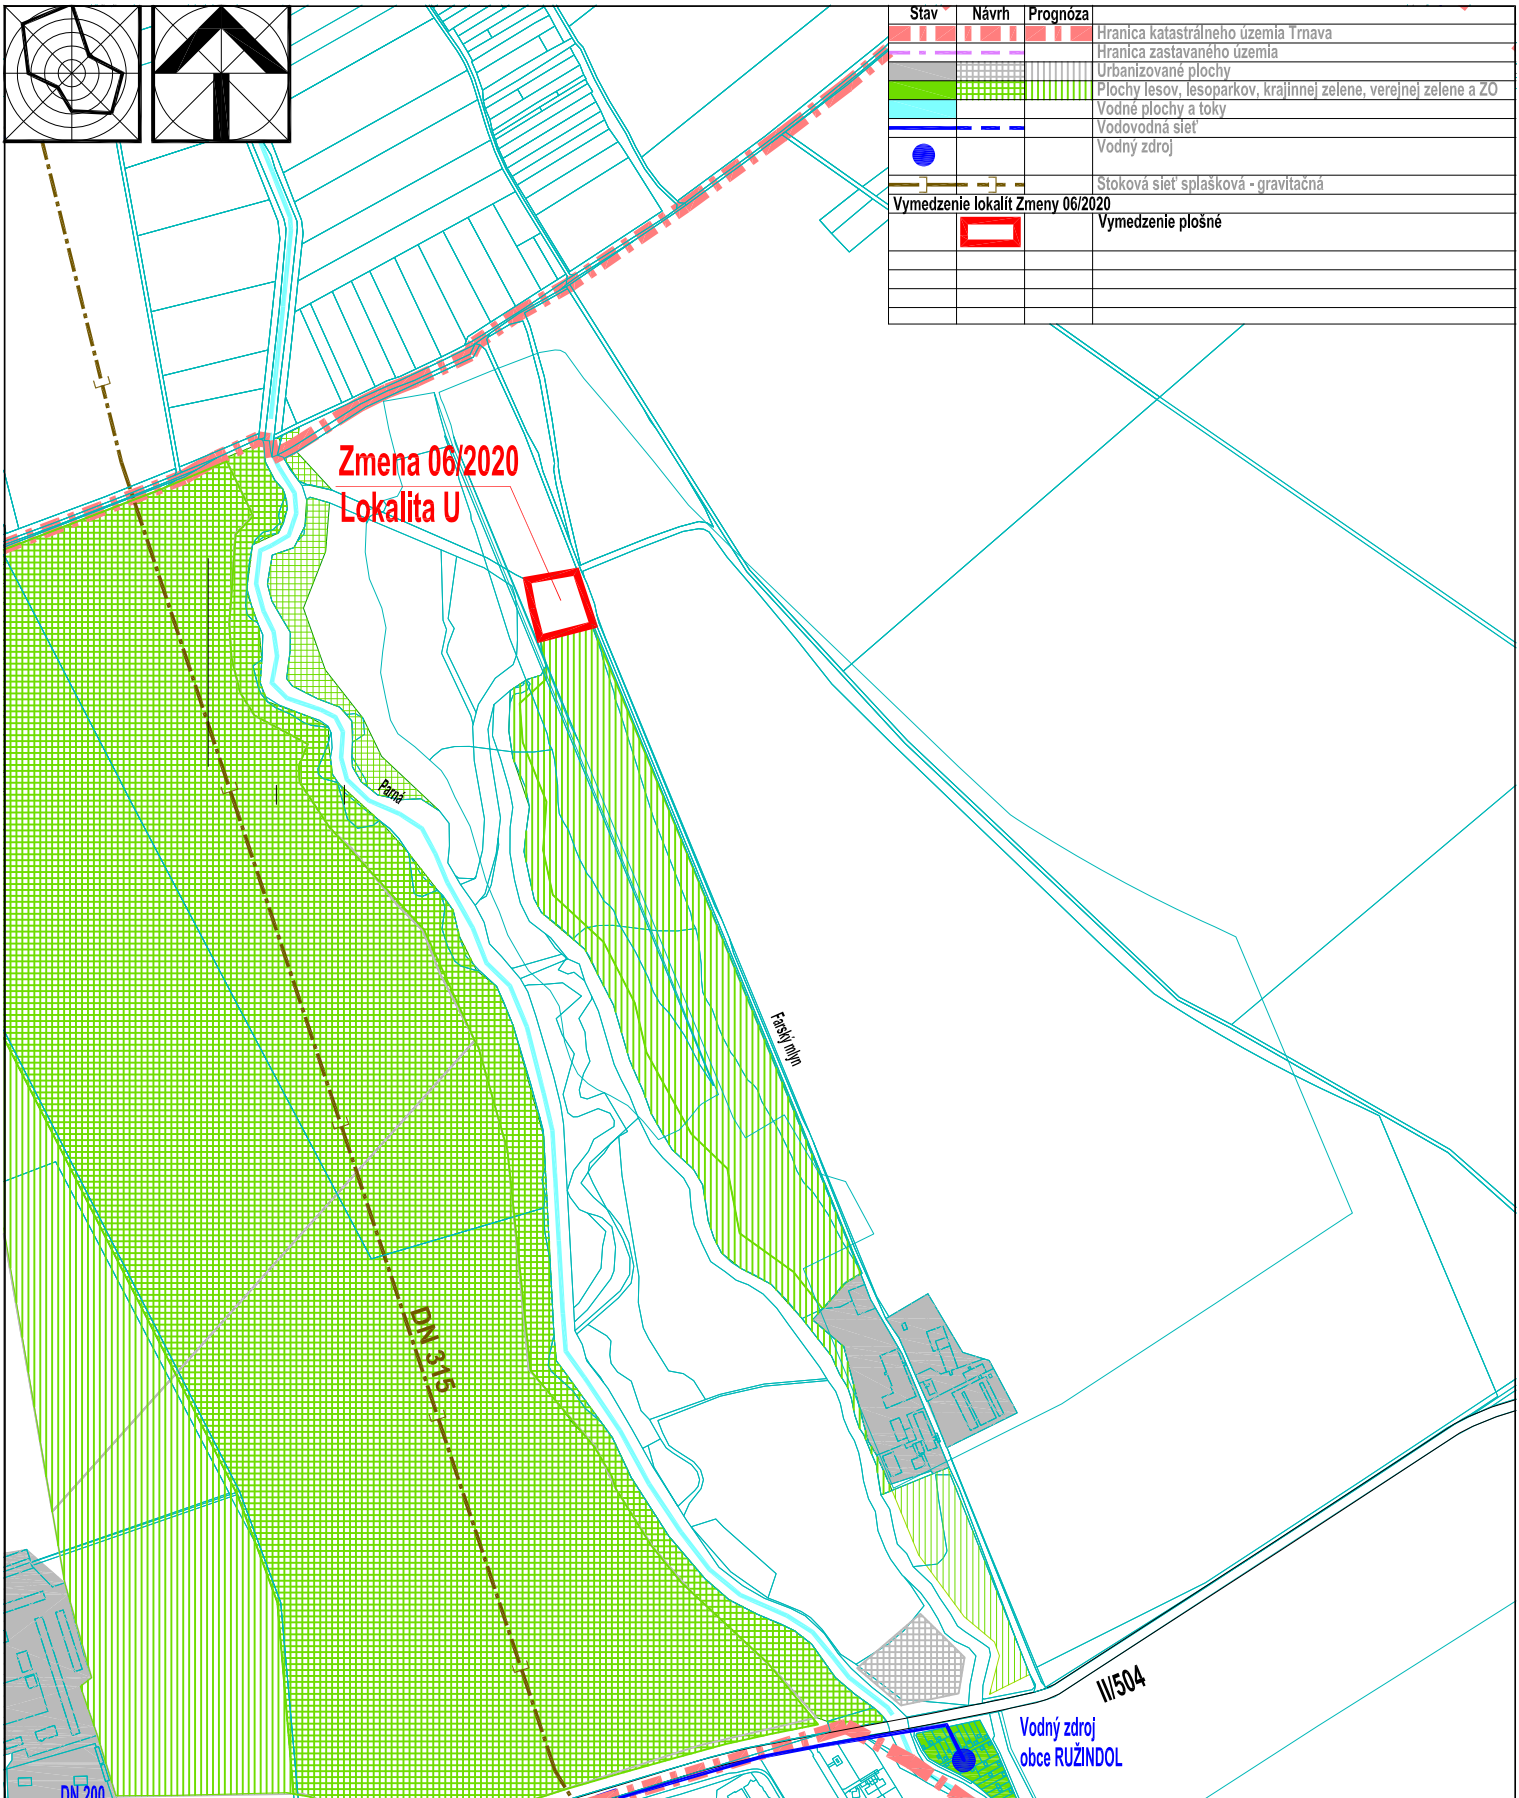 Stav Návrh Prognóza
Hranica katastrálneho územia Trnava
Hranica zastavaného územia
Urbanizované plochy
Plochy lesov, lesoparkov, krajinnej zelene, verejnej zelene a ZO
Vodné plochy a toky
Vodovodná sieť
Vodný zdroj
Stoková sieť splašková - gravitačná
Vymedzenie lokalít Zmeny 06/2020
Vymedzenie plošné
Zmena 06/2020
Lokalita U
Parná
Farský mlyn
DN 315
II/504
Vodný zdroj
obce RUŽINDOL
DN 200